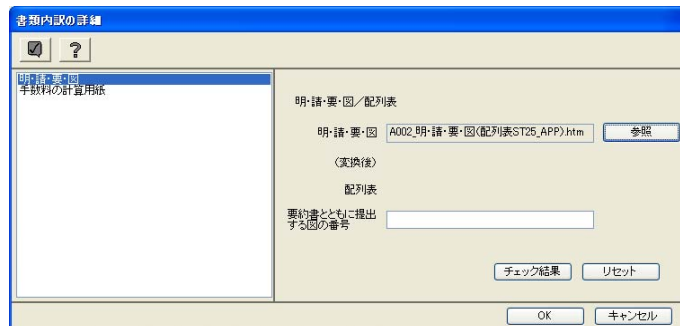 書類内訳の詳細
?
明・請・要・図
手数料の計算用紙
明・請・要・図／配列表
明・請・要・図 A002_明・請・要・図(配列表ST25_APP).htm 参照
(変換後)
配列表
要約書とともに提出
する図の番号
チェック結果 リセット
OK キャンセル